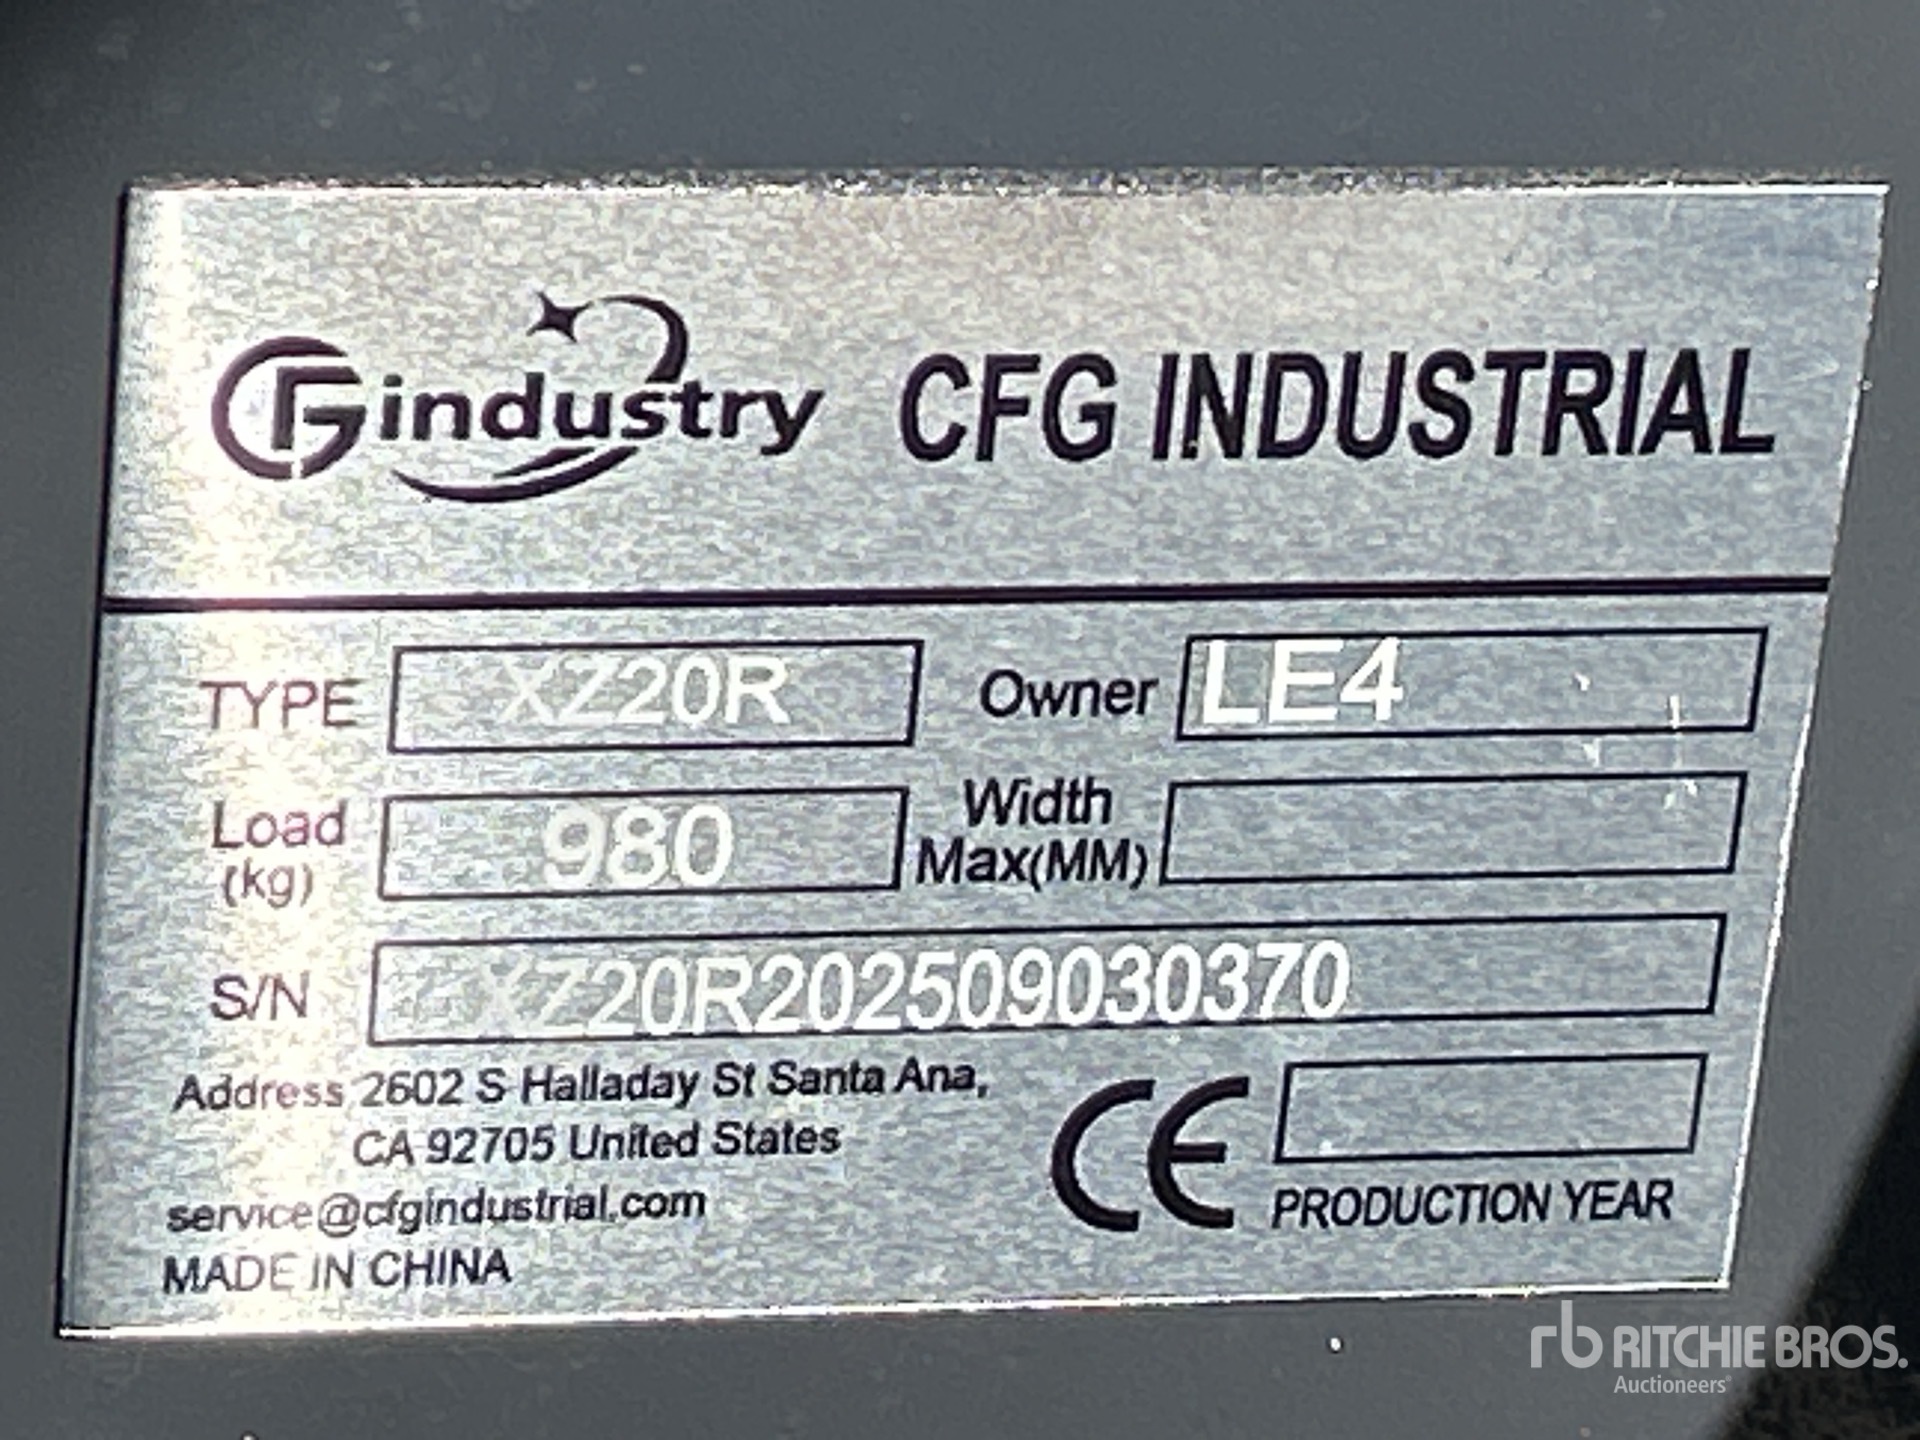 CFGindustry CFG INDUSTRIAL
TYPE XZ20R Owner LE4
Load (kg) 980 Width Max(MM)
S/N XZ20R202509030370
Address 2602 S Halladay St Santa Ana,
CA 92705 United States
service@cfgindustrial.com
MADE IN CHINA
CE PRODUCTION YEAR
rb RITCHIE BROS.
Auctioneers